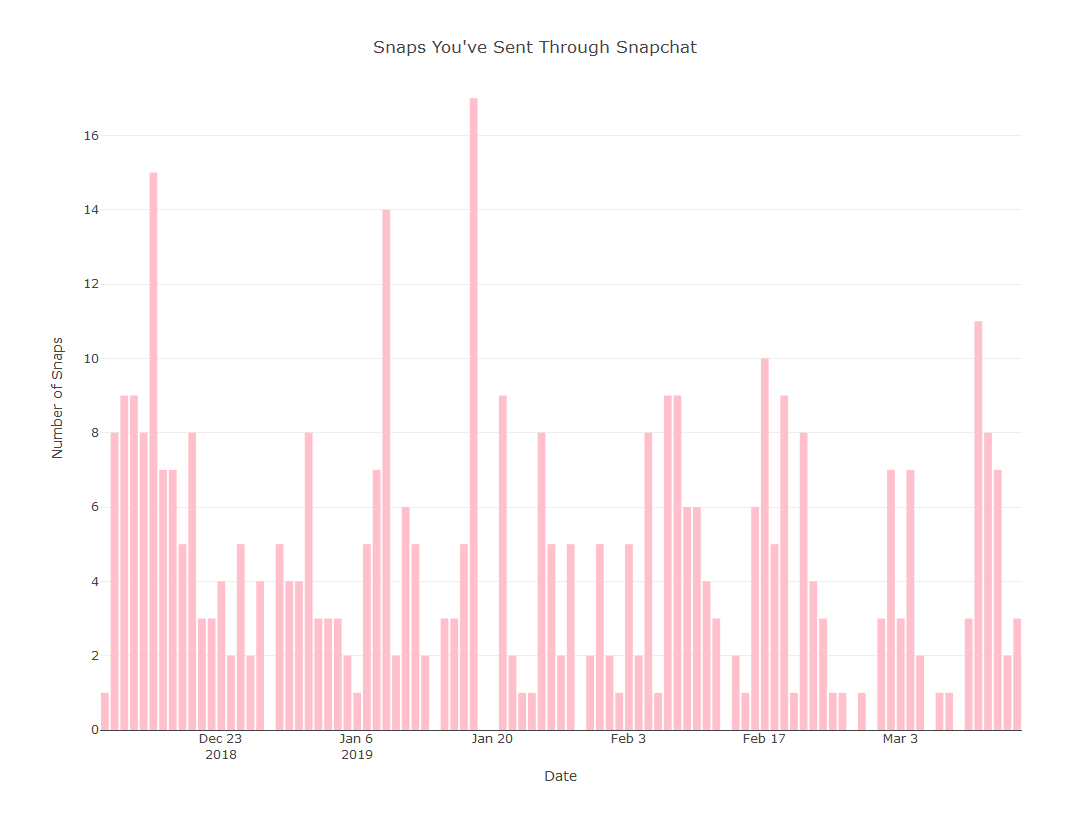 Snaps You've Sent Through Snapchat
Number of Snaps
16
14
12
10
8
6
4
2
0
Dec 23 Jan 6 Jan 20 Feb 3 Feb 17 Mar 3
2018 2019
Date